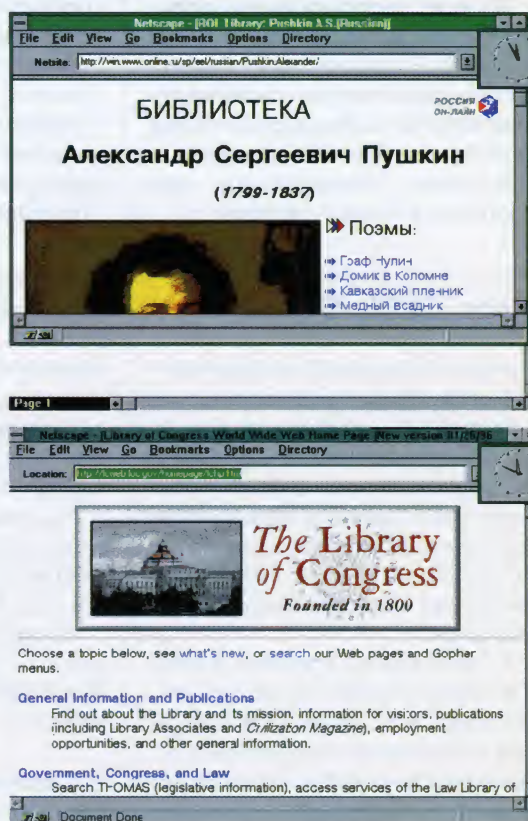 Netscape - [ROL Library: Pushkin A.S.[Russian]]
File Edit View Go Bookmarks Options Directory
Netsite:
БИБЛИОТЕКА
РОССИЯ
ОН-ЛАЙН
Александр Сергеевич Пушкин
(1799-1837)
Поэмы:
Граф Нулин
Домик в Коломне
Кавказский пленник
Медный всадник
Page 1
Netscape - [Library of Congress World Wide Web Home Page (New version 01/26/96
File Edit View Go Bookmarks Options Directory
Location:
The Library
of Congress
Founded in 1800
Choose a topic below, see what's new, or search our Web pages and Gopher
menus.
General Information and Publications
Find out about the Library and its mission, information for visitors, publications
(including Library Associates and Civilization Magazine), employment
opportunities, and other general information.
Government, Congress, and Law
Search THOMAS (legislative information), access services of the Law Library of
Document Done